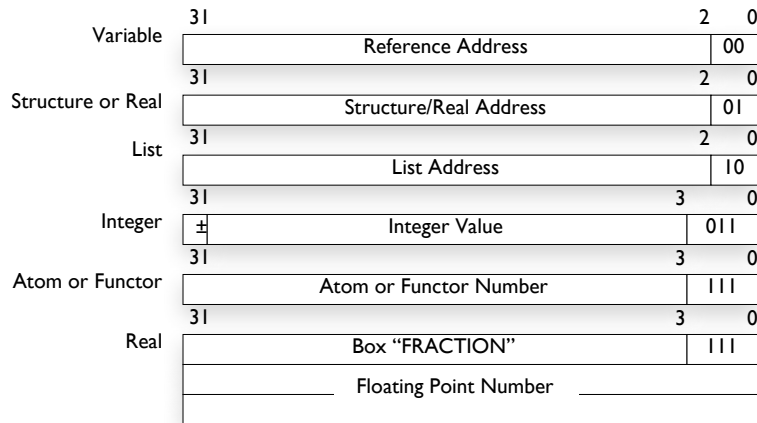 31 2 0
Variable Reference Address 00
31 2 0
Structure or Real Structure/Real Address 01
31 2 0
List List Address 10
31 3 0
Integer ± Integer Value 011
31 3 0
Atom or Functor Atom or Functor Number 111
31 3 0
Real Box “FRACTION” 111
Floating Point Number